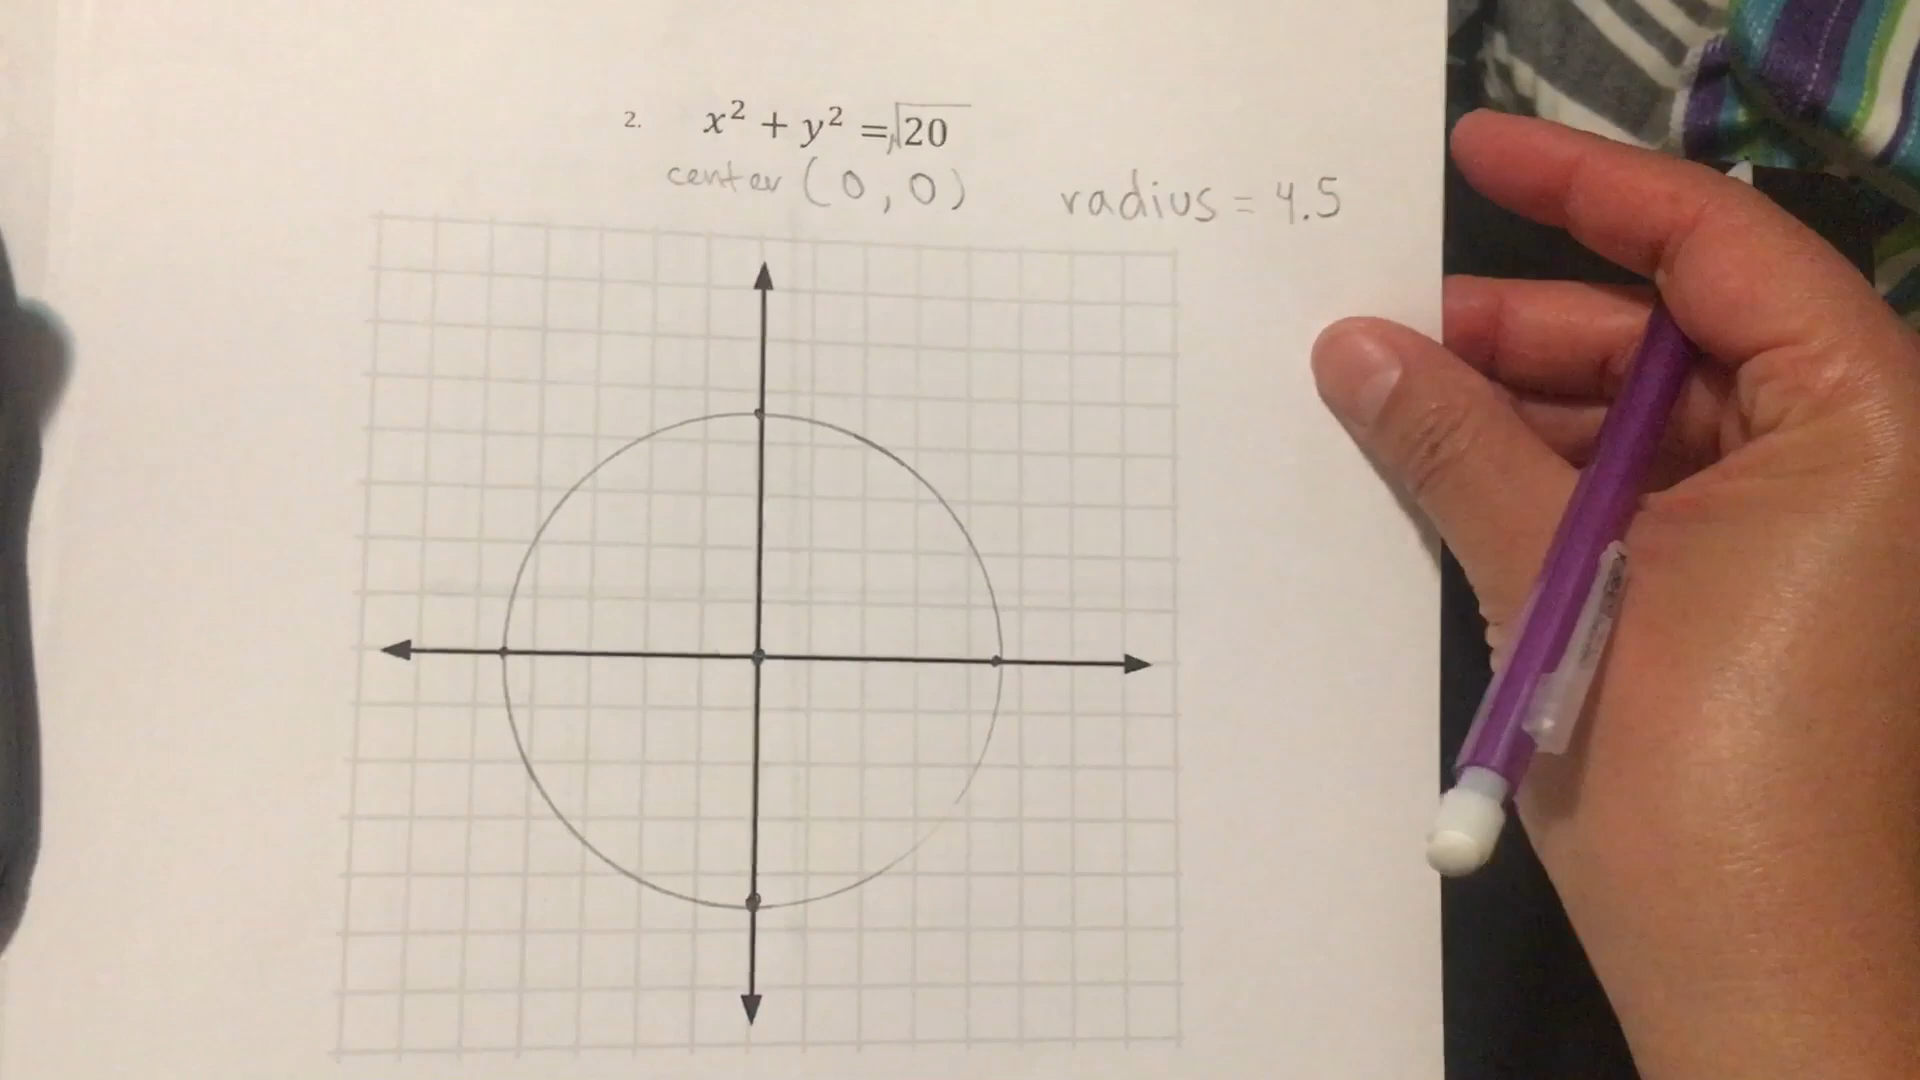 2. x² + y² = √20
center (0,0) radius = 4.5